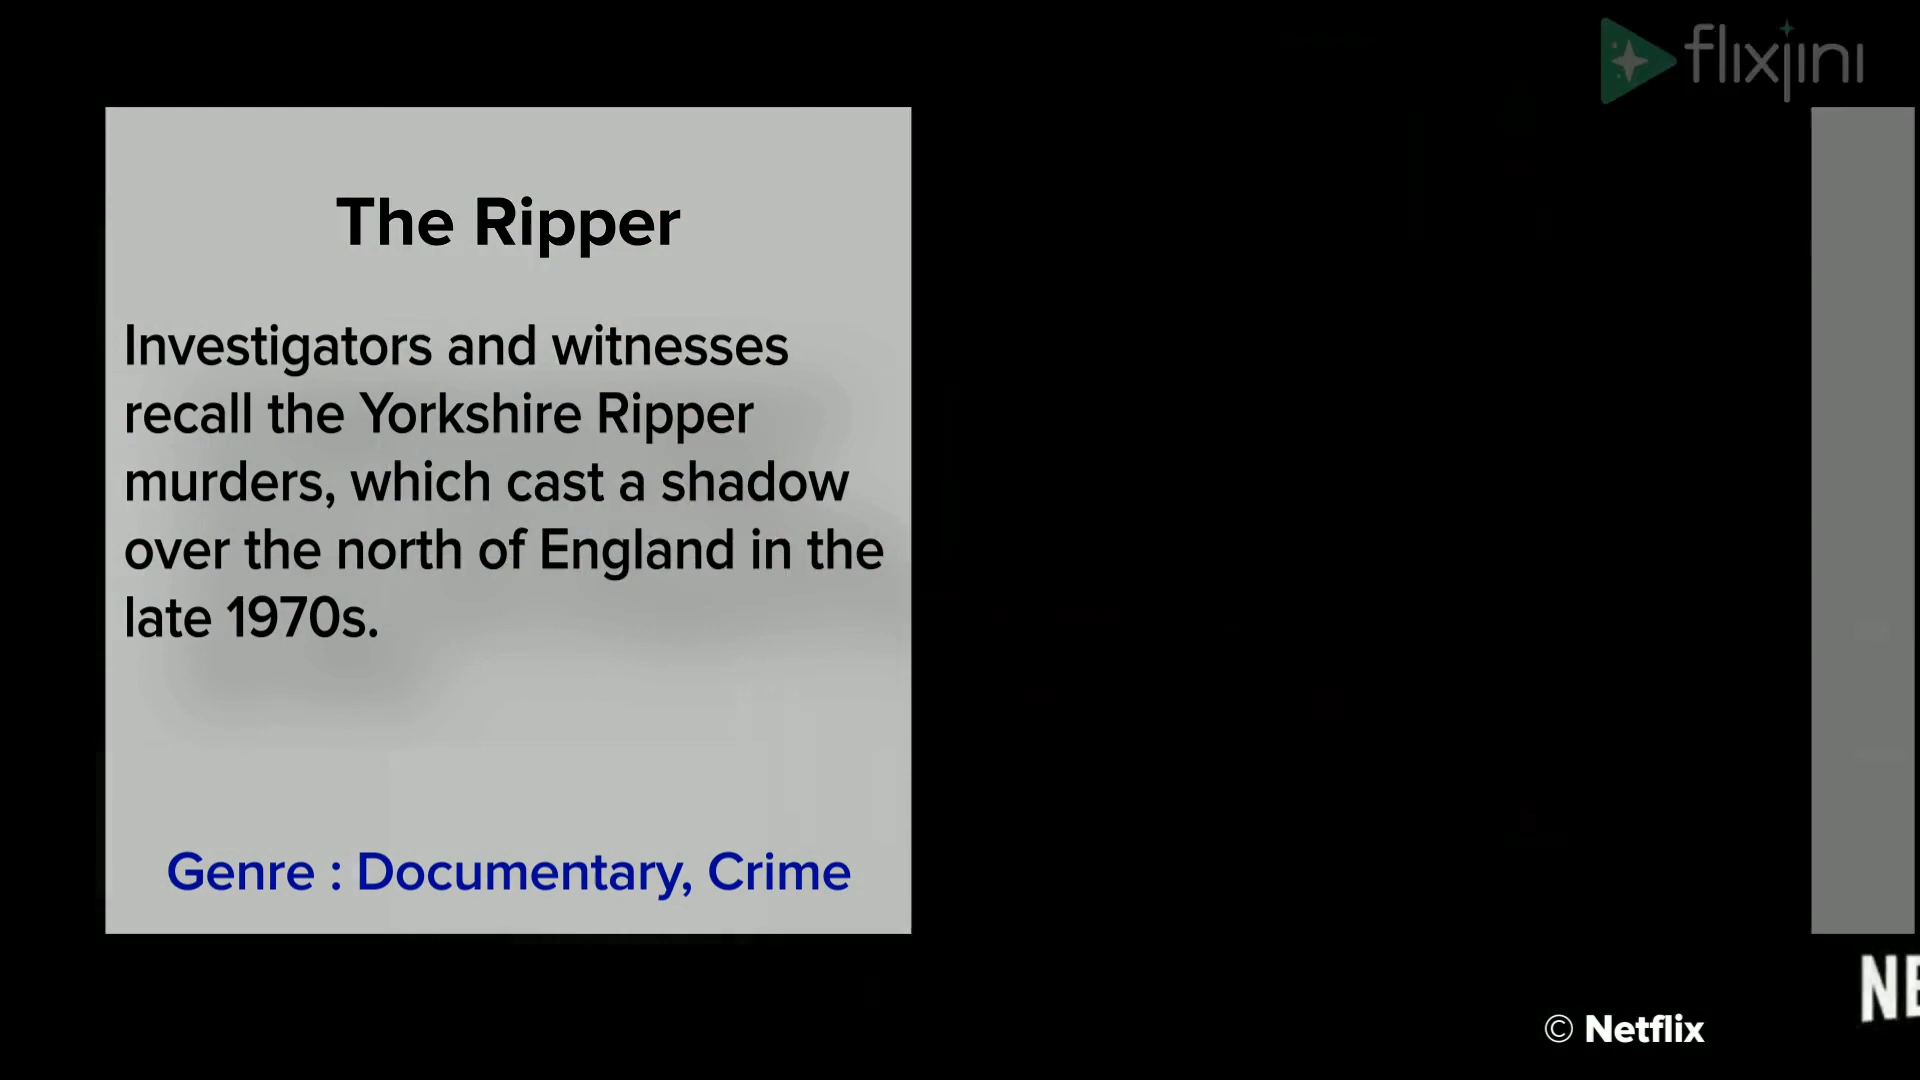 flixjini
The Ripper
Investigators and witnesses
recall the Yorkshire Ripper
murders, which cast a shadow
over the north of England in the
late 1970s.
Genre : Documentary, Crime
NE
© Netflix